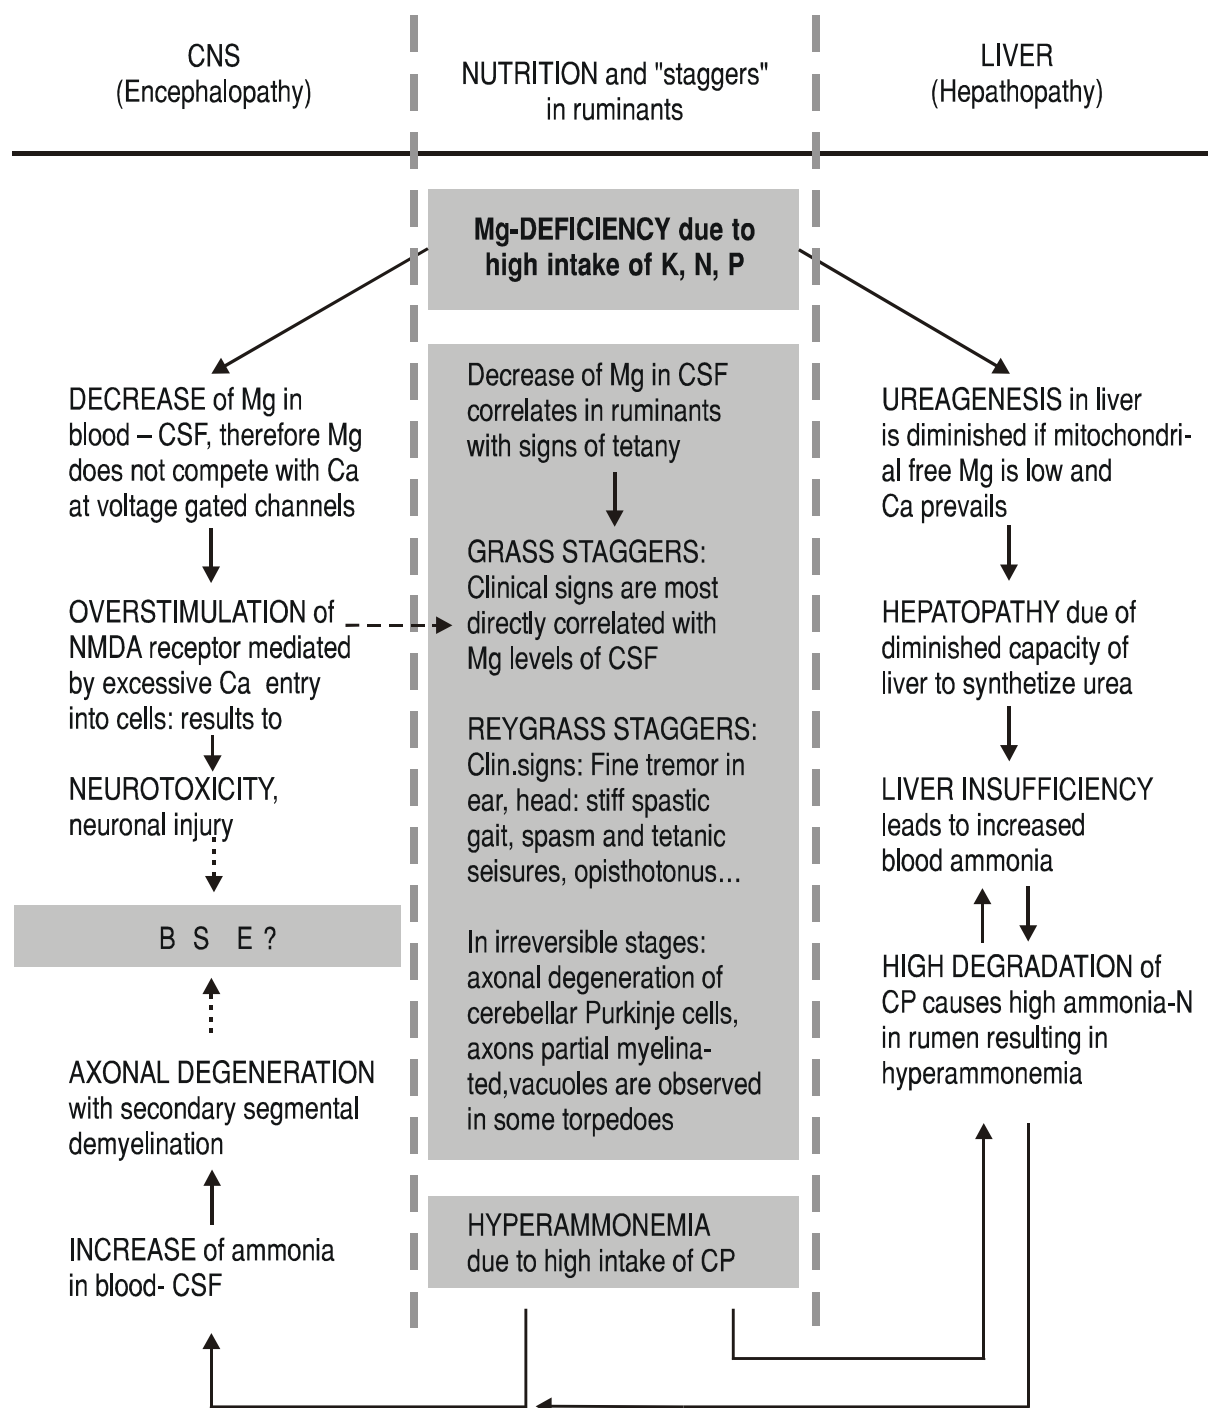 CNS
(Encephalopathy)
NUTRITION and "staggers"
in ruminants
LIVER
(Hepathopathy)
Mg-DEFICIENCY due to
high intake of K, N, P
DECREASE of Mg in
blood – CSF, therefore Mg
does not compete with Ca
at voltage gated channels
OVERSTIMULATION of
NMDA receptor mediated
by excessive Ca entry
into cells: results to
NEUROTOXICITY,
neuronal injury
B S E ?
AXONAL DEGENERATION
with secondary segmental
demyelination
INCREASE of ammonia
in blood- CSF
Decrease of Mg in CSF
correlates in ruminants
with signs of tetany
GRASS STAGGERS:
Clinical signs are most
directly correlated with
Mg levels of CSF
REYGRASS STAGGERS:
Clin.signs: Fine tremor in
ear, head: stiff spastic
gait, spasm and tetanic
seisures, opisthotonus...
In irreversible stages:
axonal degeneration of
cerebellar Purkinje cells,
axons partial myelina-
ted,vacuoles are observed
in some torpedoes
HYPERAMMONEMIA
due to high intake of CP
UREAGENESIS in liver
is diminished if mitochondri-
al free Mg is low and
Ca prevails
HEPATOPATHY due of
diminished capacity of
liver to synthetize urea
LIVER INSUFFICIENCY
leads to increased
blood ammonia
HIGH DEGRADATION of
CP causes high ammonia-N
in rumen resulting in
hyperammonemia